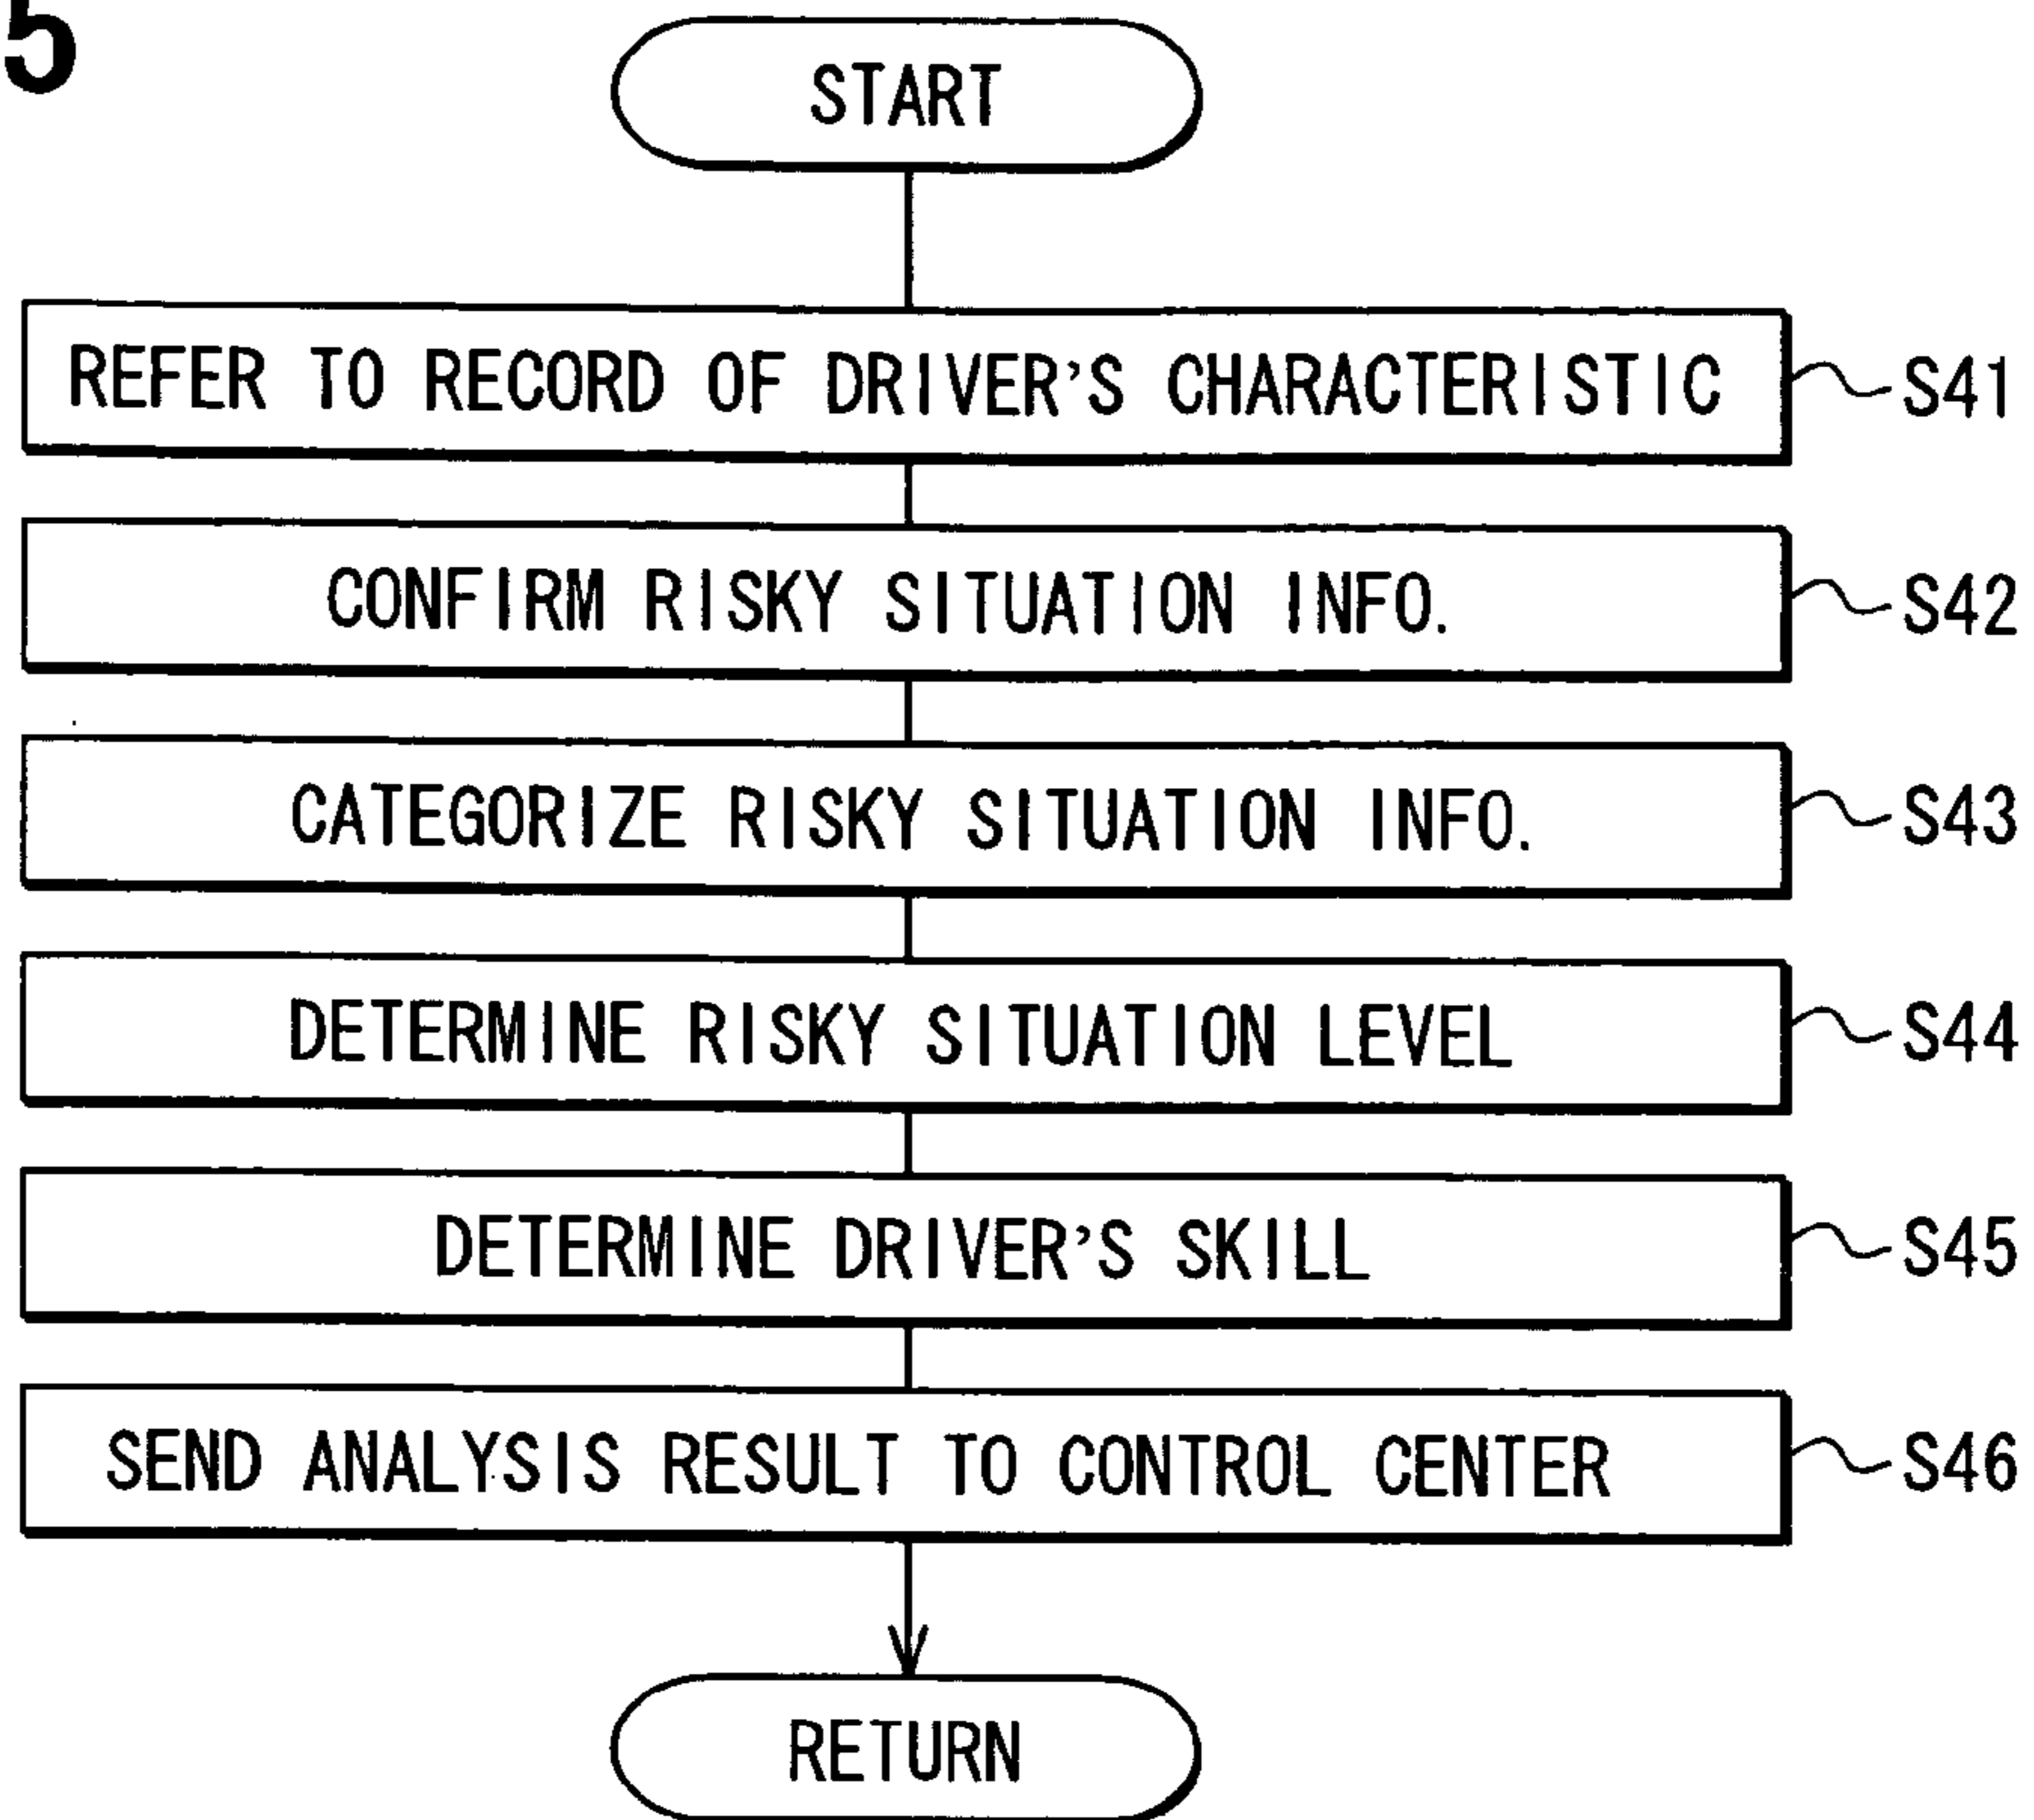 5
START
REFER TO RECORD OF DRIVER'S CHARACTERISTIC
S41
CONFIRM RISKY SITUATION INFO.
S42
CATEGORIZE RISKY SITUATION INFO.
S43
DETERMINE RISKY SITUATION LEVEL
S44
DETERMINE DRIVER'S SKILL
S45
SEND ANALYSIS RESULT TO CONTROL CENTER
S46
RETURN